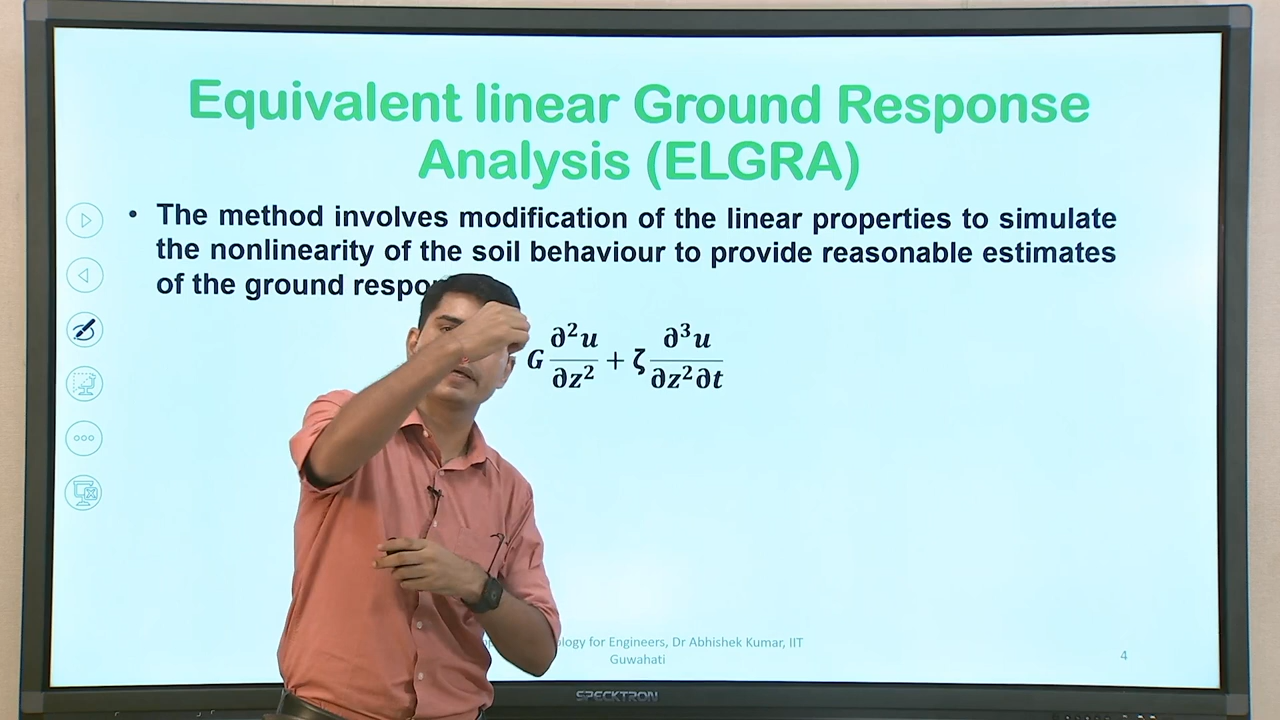 Equivalent linear Ground Response
Analysis (ELGRA)
• The method involves modification of the linear properties to simulate
the nonlinearity of the soil behaviour to provide reasonable estimates
of the ground
G ∂²u/∂z² + ζ ∂³u/∂z²∂t
for Engineers, Dr Abhishek Kumar, IIT
Guwahati
4
SPECKTRON